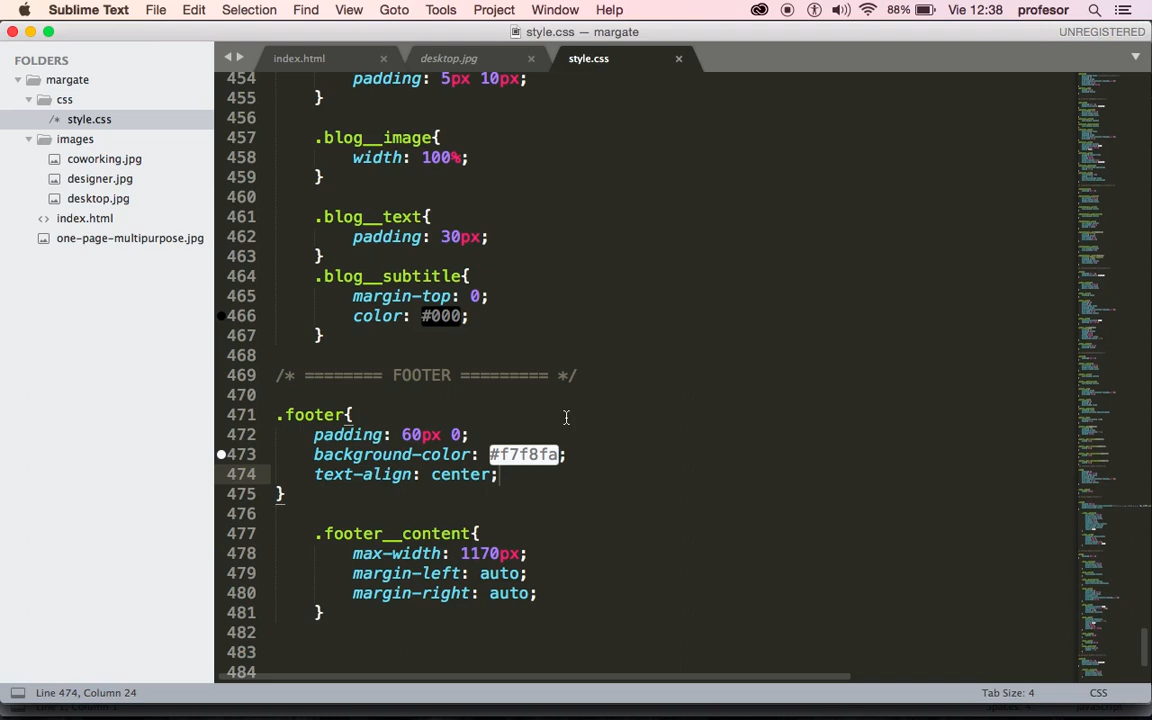 Sublime Text File Edit Selection Find View Goto Tools Project Window Help 88% Vie 12:38 profesor
style.css — margate UNREGISTERED
FOLDERS
margate
css
/* style.css
images
coworking.jpg
designer.jpg
desktop.jpg
<> index.html
one-page-multipurpose.jpg
index.html × desktop.jpg × style.css ×
454 padding: 5px 10px;
455 }
456
457 .blog__image{
458 width: 100%;
459 }
460
461 .blog__text{
462 padding: 30px;
463 }
464 .blog__subtitle{
465 margin-top: 0;
466 color: #000;
467 }
468
469 /* ======== FOOTER ========= */
470
471 .footer{
472 padding: 60px 0;
473 background-color: #f7f8fa;
474 text-align: center;
475 }
476
477 .footer__content{
478 max-width: 1170px;
479 margin-left: auto;
480 margin-right: auto;
481 }
482
483
484
Line 474, Column 24 Tab Size: 4 CSS